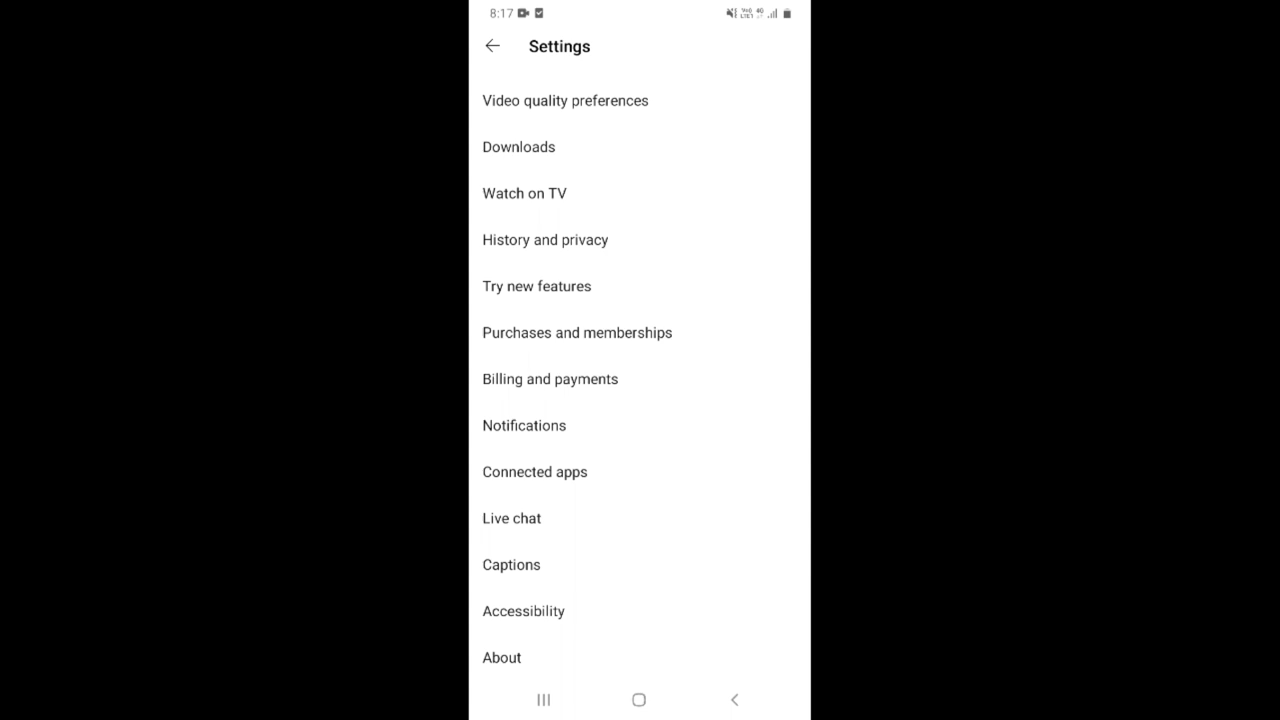 8:17
Settings
Video quality preferences
Downloads
Watch on TV
History and privacy
Try new features
Purchases and memberships
Billing and payments
Notifications
Connected apps
Live chat
Captions
Accessibility
About